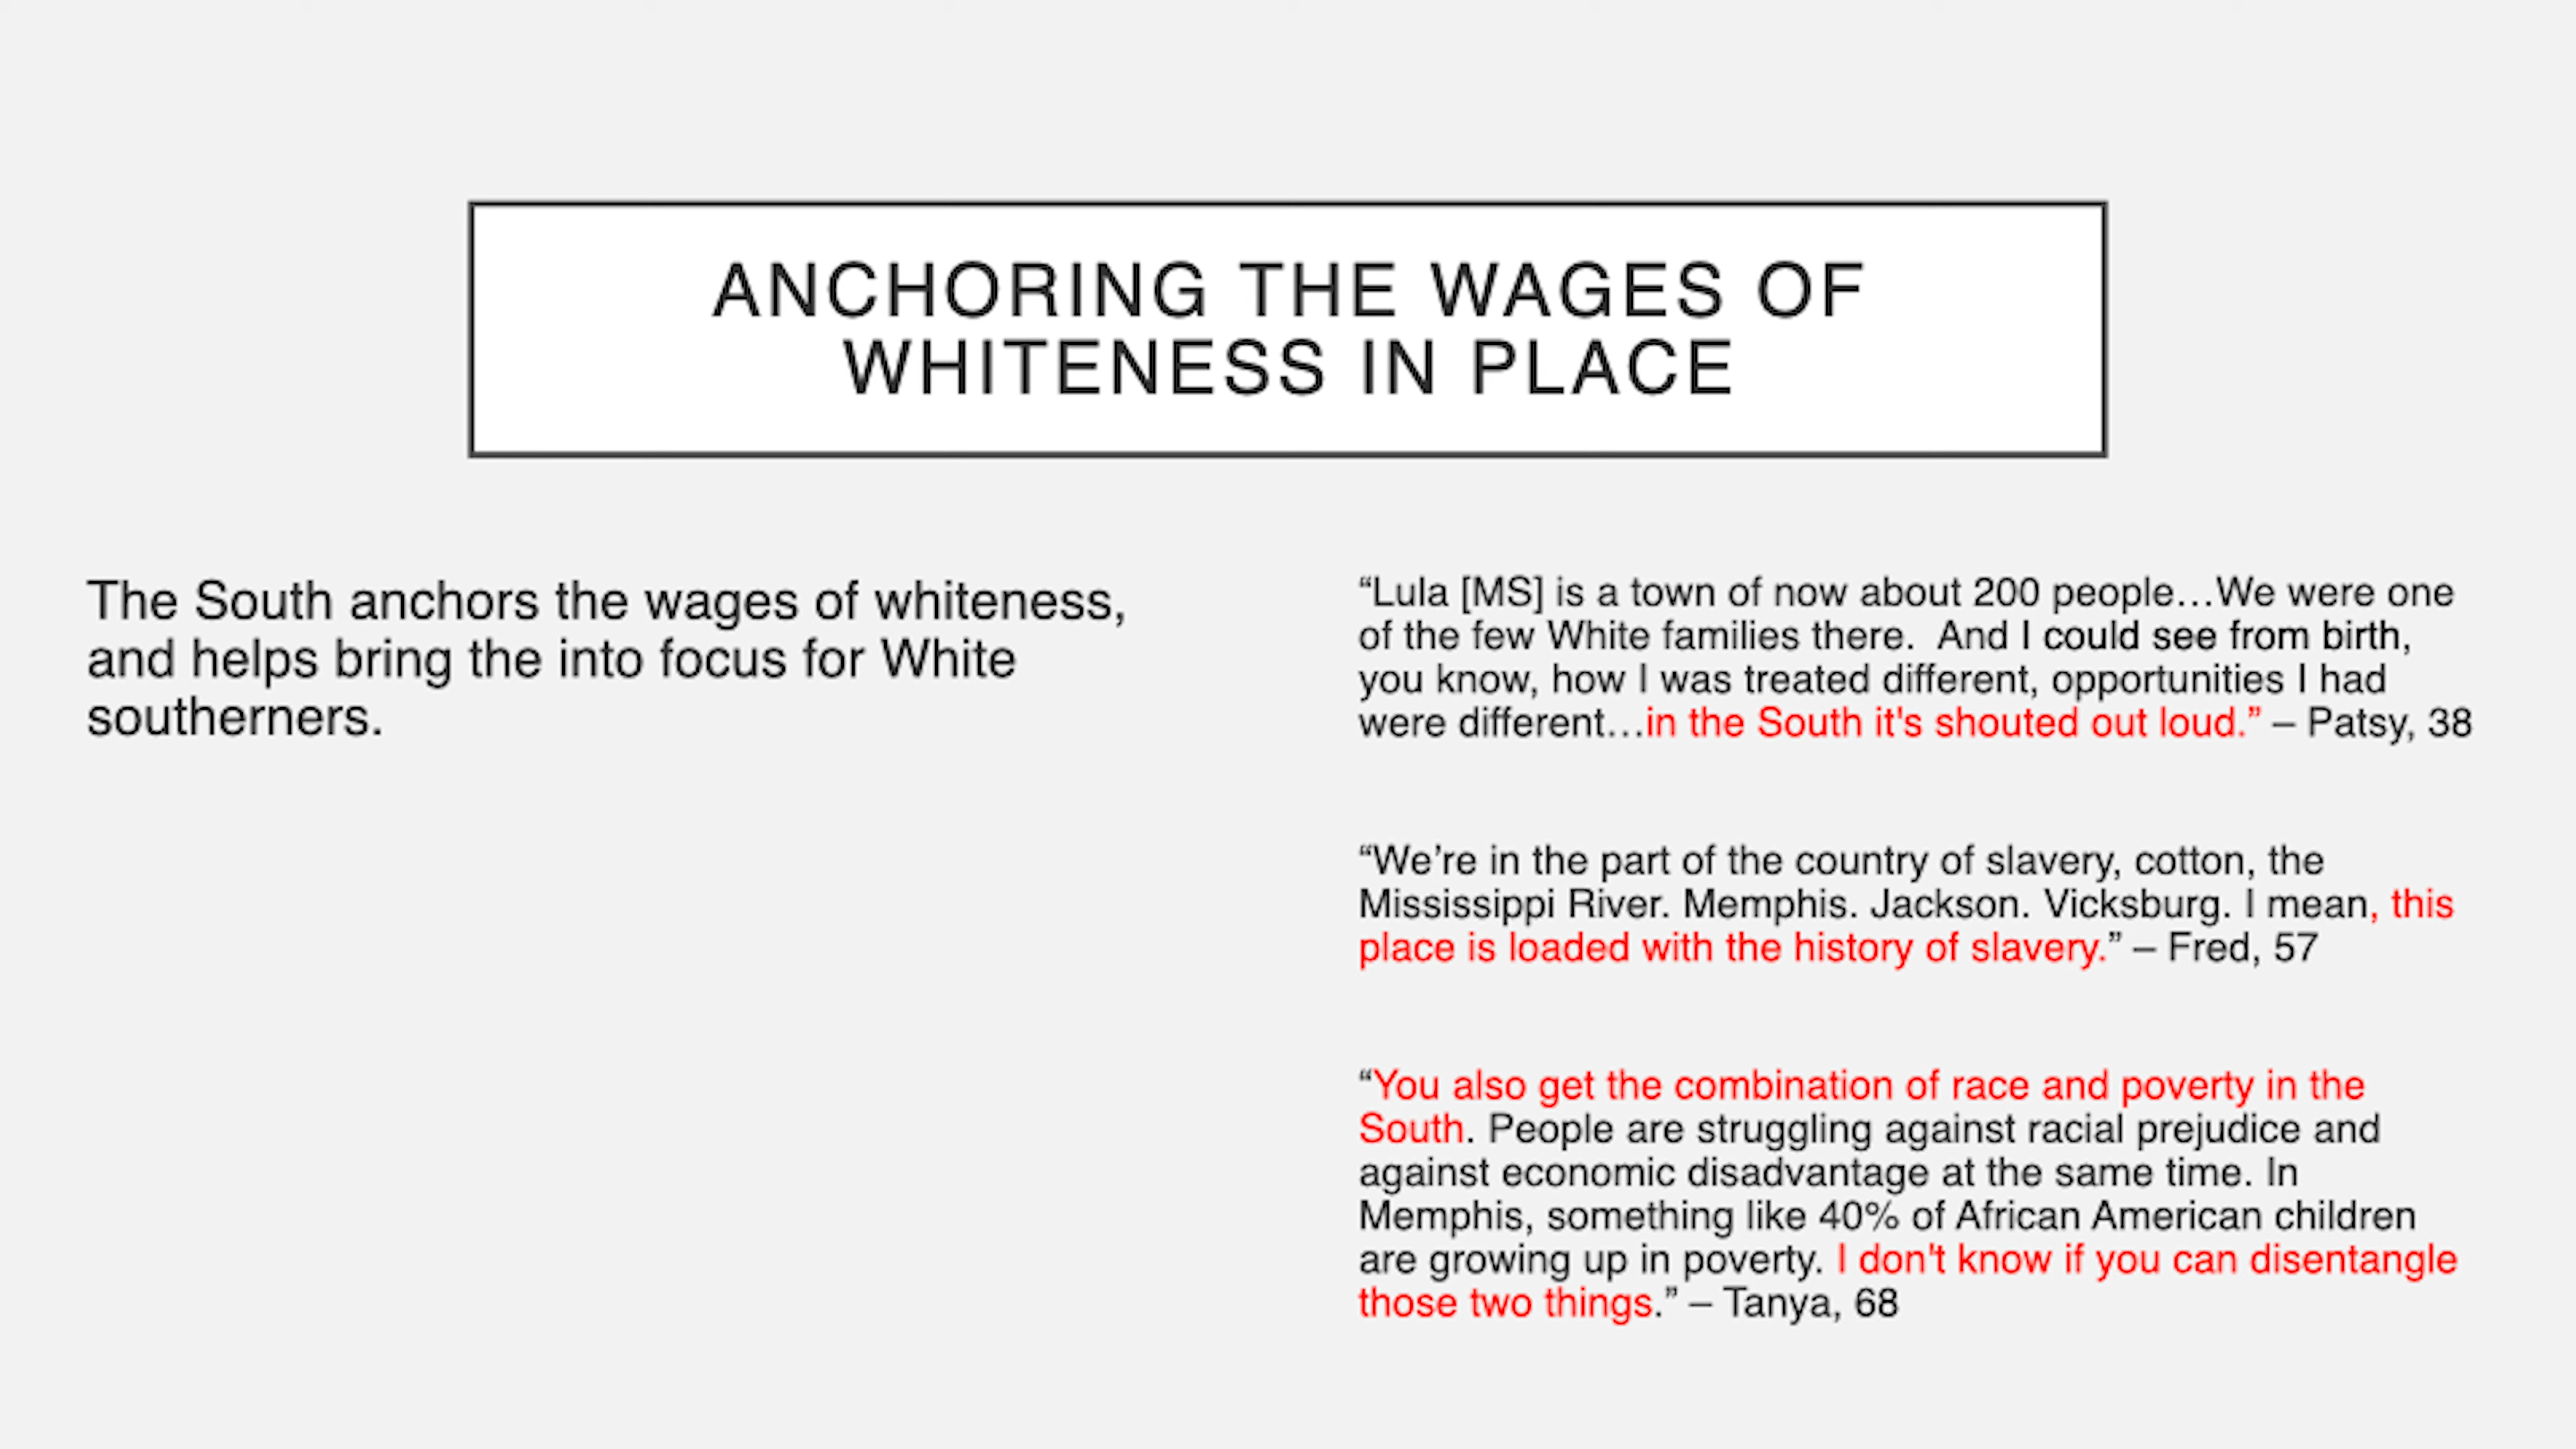 ANCHORING THE WAGES OF
WHITENESS IN PLACE
The South anchors the wages of whiteness,
and helps bring the into focus for White
southerners.
“Lula [MS] is a town of now about 200 people…We were one
of the few White families there.  And I could see from birth,
you know, how I was treated different, opportunities I had
were different…in the South it's shouted out loud.” – Patsy, 38
“We’re in the part of the country of slavery, cotton, the
Mississippi River. Memphis. Jackson. Vicksburg. I mean, this
place is loaded with the history of slavery.” – Fred, 57
“You also get the combination of race and poverty in the
South. People are struggling against racial prejudice and
against economic disadvantage at the same time. In
Memphis, something like 40% of African American children
are growing up in poverty. I don't know if you can disentangle
those two things.” – Tanya, 68